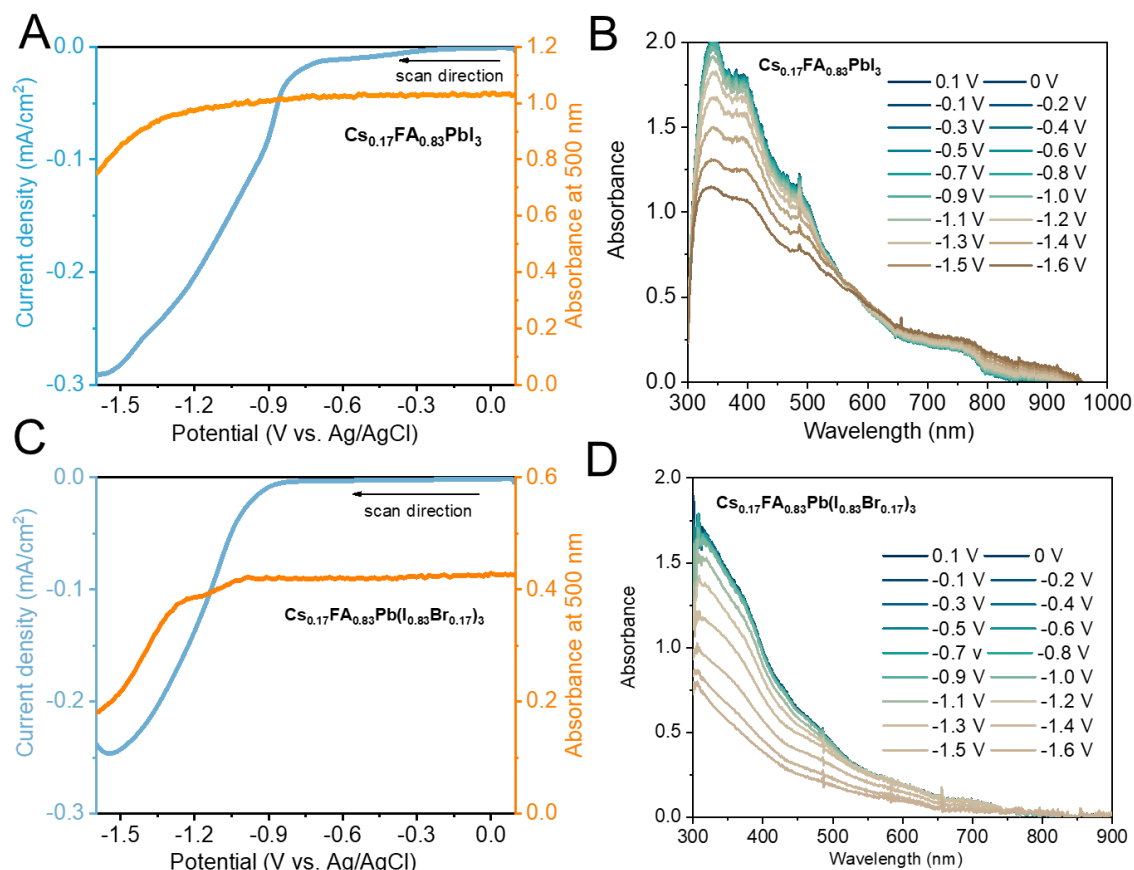 A
0.0
-0.1
-0.2
-0.3
Current density (mA/cm²)
scan direction
Cs₀.₁₇FA₀.₈₃PbI₃
1.2
1.0
0.8
0.6
0.4
0.2
0.0
Absorbance at 500 nm
-1.5 -1.2 -0.9 -0.6 -0.3 0.0
Potential (V vs. Ag/AgCl)
B
2.0
1.5
1.0
0.5
0.0
Absorbance
Cs₀.₁₇FA₀.₈₃PbI₃
0.1 V 0 V
-0.1 V -0.2 V
-0.3 V -0.4 V
-0.5 V -0.6 V
-0.7 V -0.8 V
-0.9 V -1.0 V
-1.1 V -1.2 V
-1.3 V -1.4 V
-1.5 V -1.6 V
300 400 500 600 700 800 900 1000
Wavelength (nm)
C
0.0
-0.1
-0.2
-0.3
Current density (mA/cm²)
scan direction
Cs₀.₁₇FA₀.₈₃Pb(I₀.₈₃Br₀.₁₇)₃
0.6
0.4
0.2
0.0
Absorbance at 500 nm
-1.5 -1.2 -0.9 -0.6 -0.3 0.0
Potential (V vs. Ag/AgCl)
D
2.0
1.5
1.0
0.5
0.0
Absorbance
Cs₀.₁₇FA₀.₈₃Pb(I₀.₈₃Br₀.₁₇)₃
0.1 V 0 V
-0.1 V -0.2 V
-0.3 V -0.4 V
-0.5 V -0.6 V
-0.7 v -0.8 V
-0.9 V -1.0 V
-1.1 V -1.2 V
-1.3 V -1.4 V
-1.5 V -1.6 V
300 400 500 600 700 800 900
Wavelength (nm)